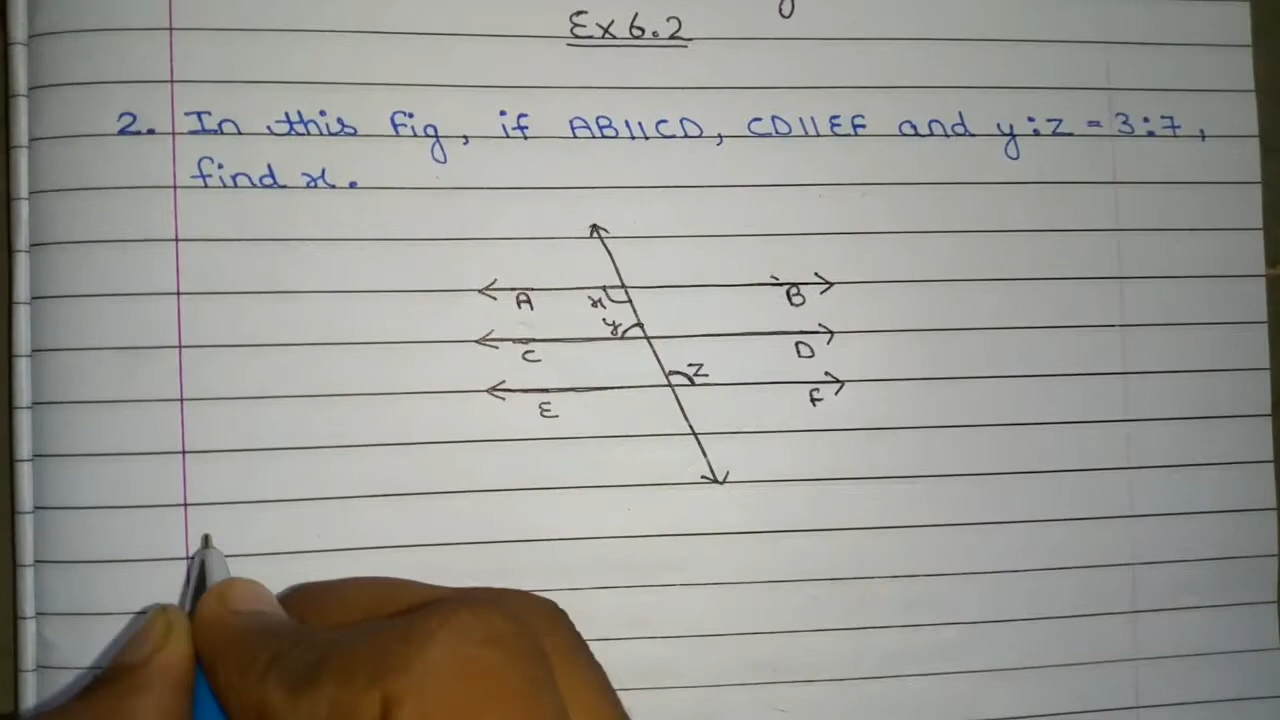 Ex 6.2
2. In this Fig, if AB||CD, CD||EF and y:z = 3:7,
find x.
A
x
B
y
C
D
z
E
F